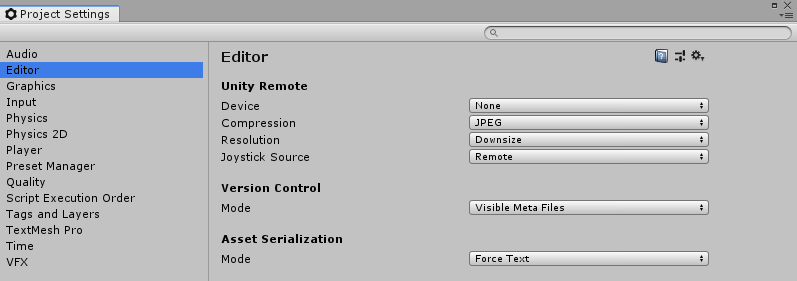 Project Settings
Audio
Editor
Graphics
Input
Physics
Physics 2D
Player
Preset Manager
Quality
Script Execution Order
Tags and Layers
TextMesh Pro
Time
VFX
Editor
Unity Remote
Device None
Compression JPEG
Resolution Downsize
Joystick Source Remote
Version Control
Mode Visible Meta Files
Asset Serialization
Mode Force Text